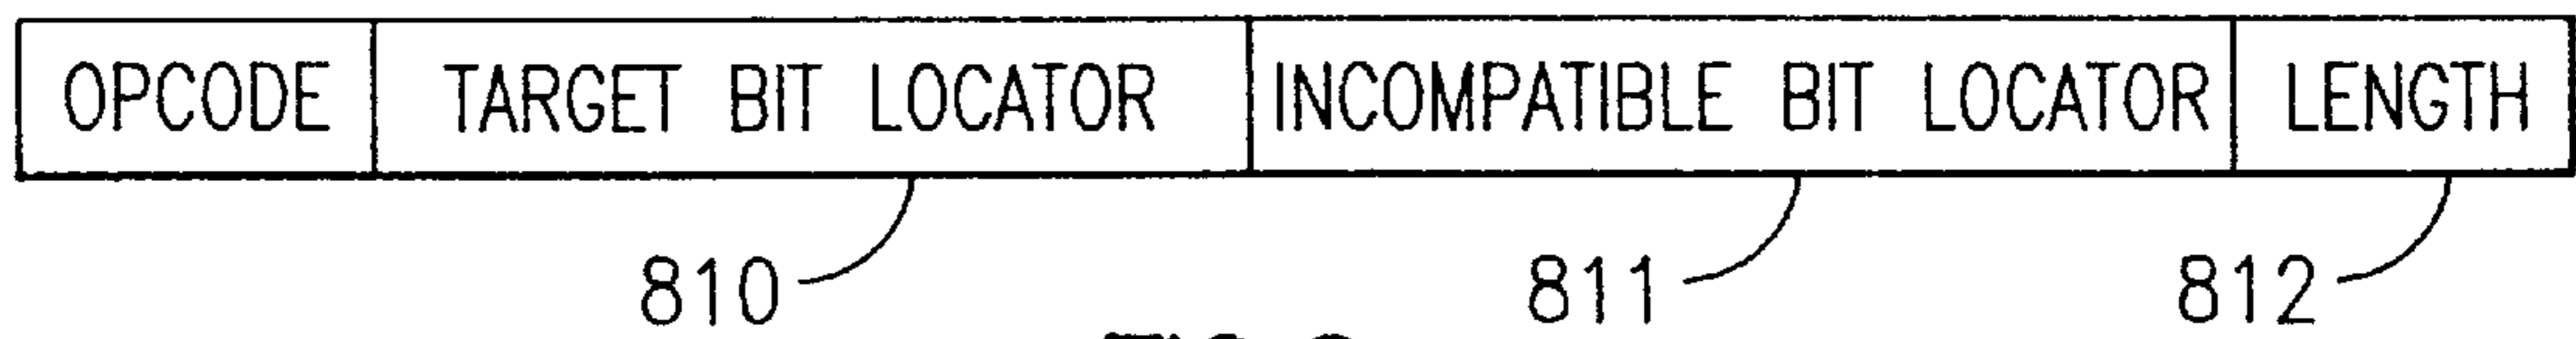 OPCODE TARGET BIT LOCATOR INCOMPATIBLE BIT LOCATOR LENGTH
810 811 812